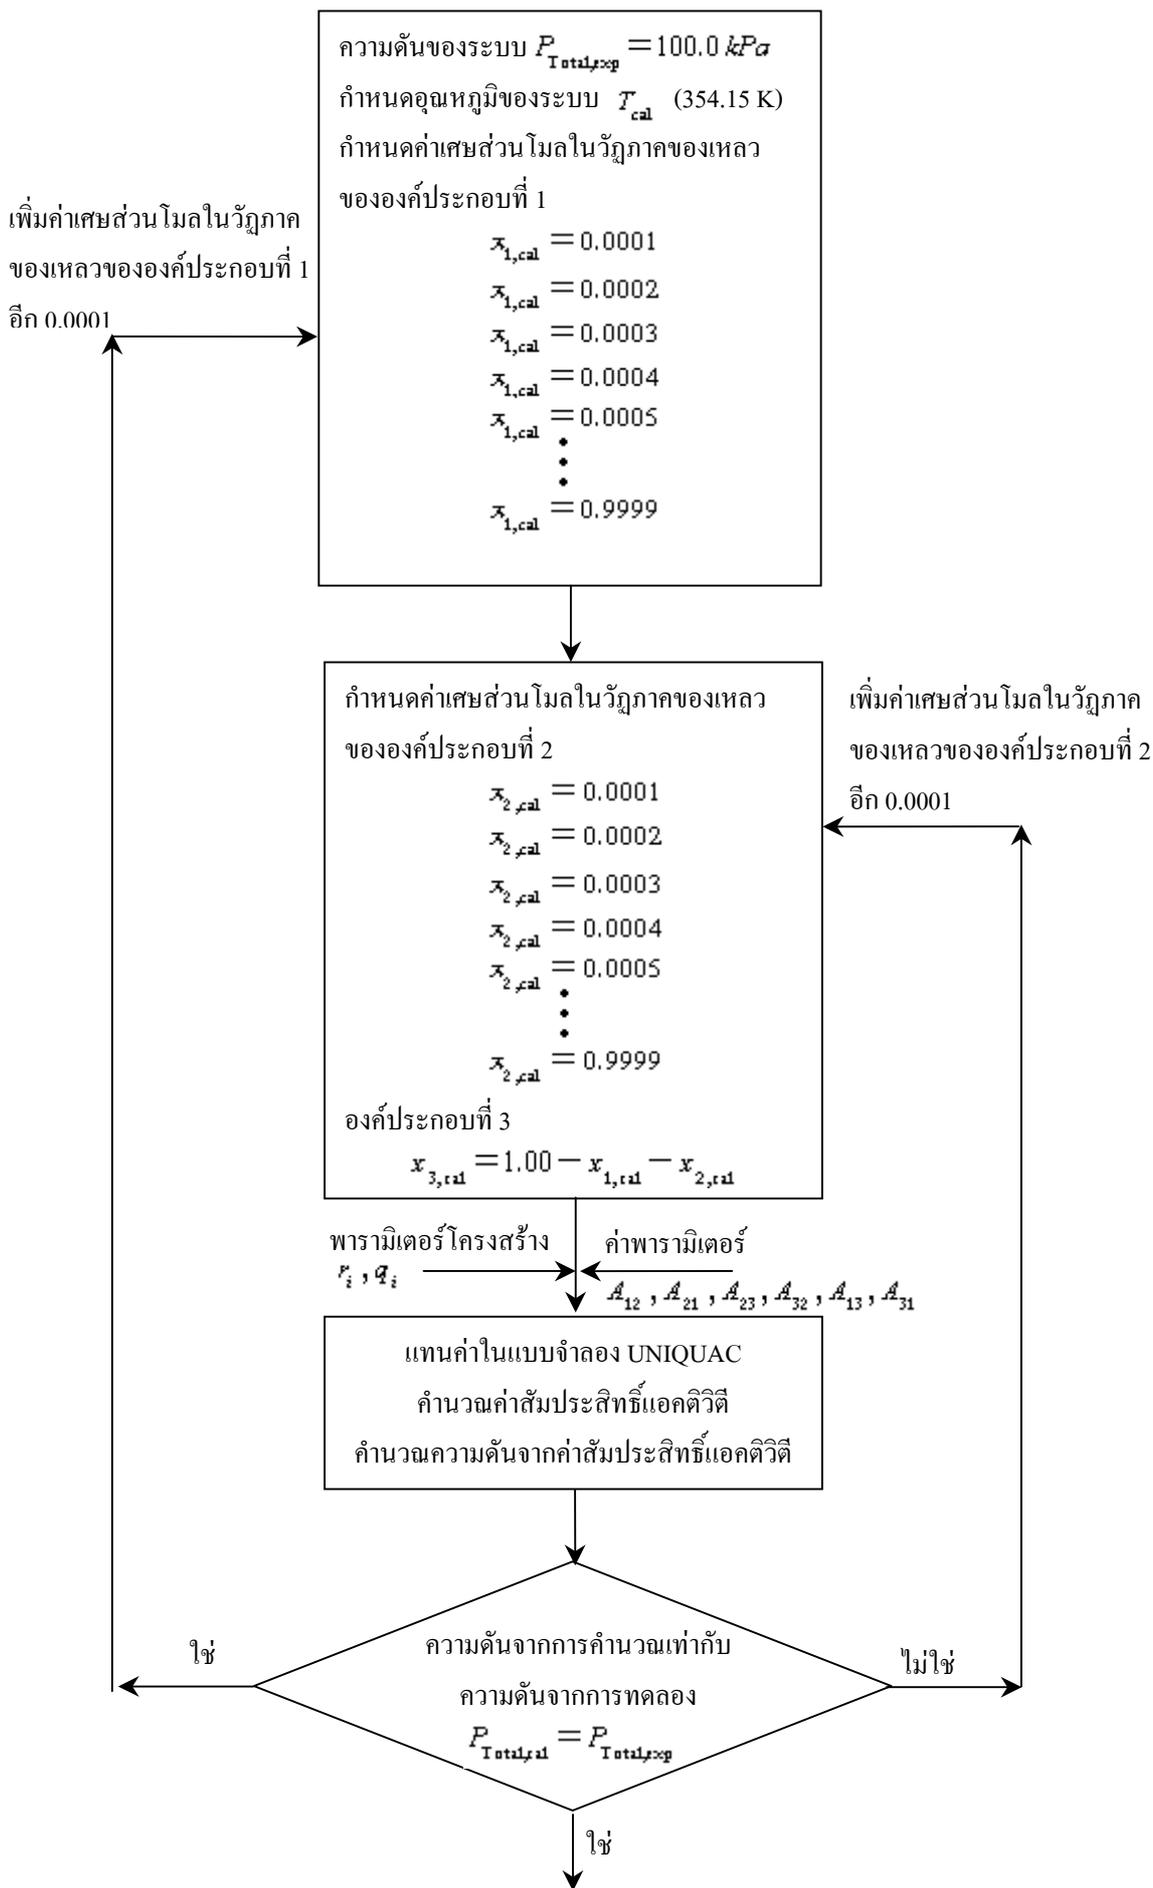 ความดันของระบบ P_Total,exp = 100.0 kPa
กำหนดอุณหภูมิของระบบ T_cal (354.15 K)
กำหนดค่าเศษส่วนโมลในวัฏภาคของเหลว
ขององค์ประกอบที่ 1
x_1,cal = 0.0001
x_1,cal = 0.0002
x_1,cal = 0.0003
x_1,cal = 0.0004
x_1,cal = 0.0005
x_1,cal = 0.9999
เพิ่มค่าเศษส่วนโมลในวัฏภาค
ของเหลวขององค์ประกอบที่ 1
อีก 0.0001
กำหนดค่าเศษส่วนโมลในวัฏภาคของเหลว
ขององค์ประกอบที่ 2
x_2,cal = 0.0001
x_2,cal = 0.0002
x_2,cal = 0.0003
x_2,cal = 0.0004
x_2,cal = 0.0005
x_2,cal = 0.9999
องค์ประกอบที่ 3
x_3,cal = 1.00 − x_1,cal − x_2,cal
เพิ่มค่าเศษส่วนโมลในวัฏภาค
ของเหลวขององค์ประกอบที่ 2
อีก 0.0001
พารามิเตอร์โครงสร้าง
r_i , q_i
ค่าพารามิเตอร์
A_12 , A_21 , A_23 , A_32 , A_13 , A_31
แทนค่าในแบบจำลอง UNIQUAC
คำนวณค่าสัมประสิทธิ์แอคติวิตี
คำนวณความดันจากค่าสัมประสิทธิ์แอคติวิตี
ใช่
ความดันจากการคำนวณเท่ากับ
ความดันจากการทดลอง
P_Total,cal = P_Total,exp
ไม่ใช่
ใช่